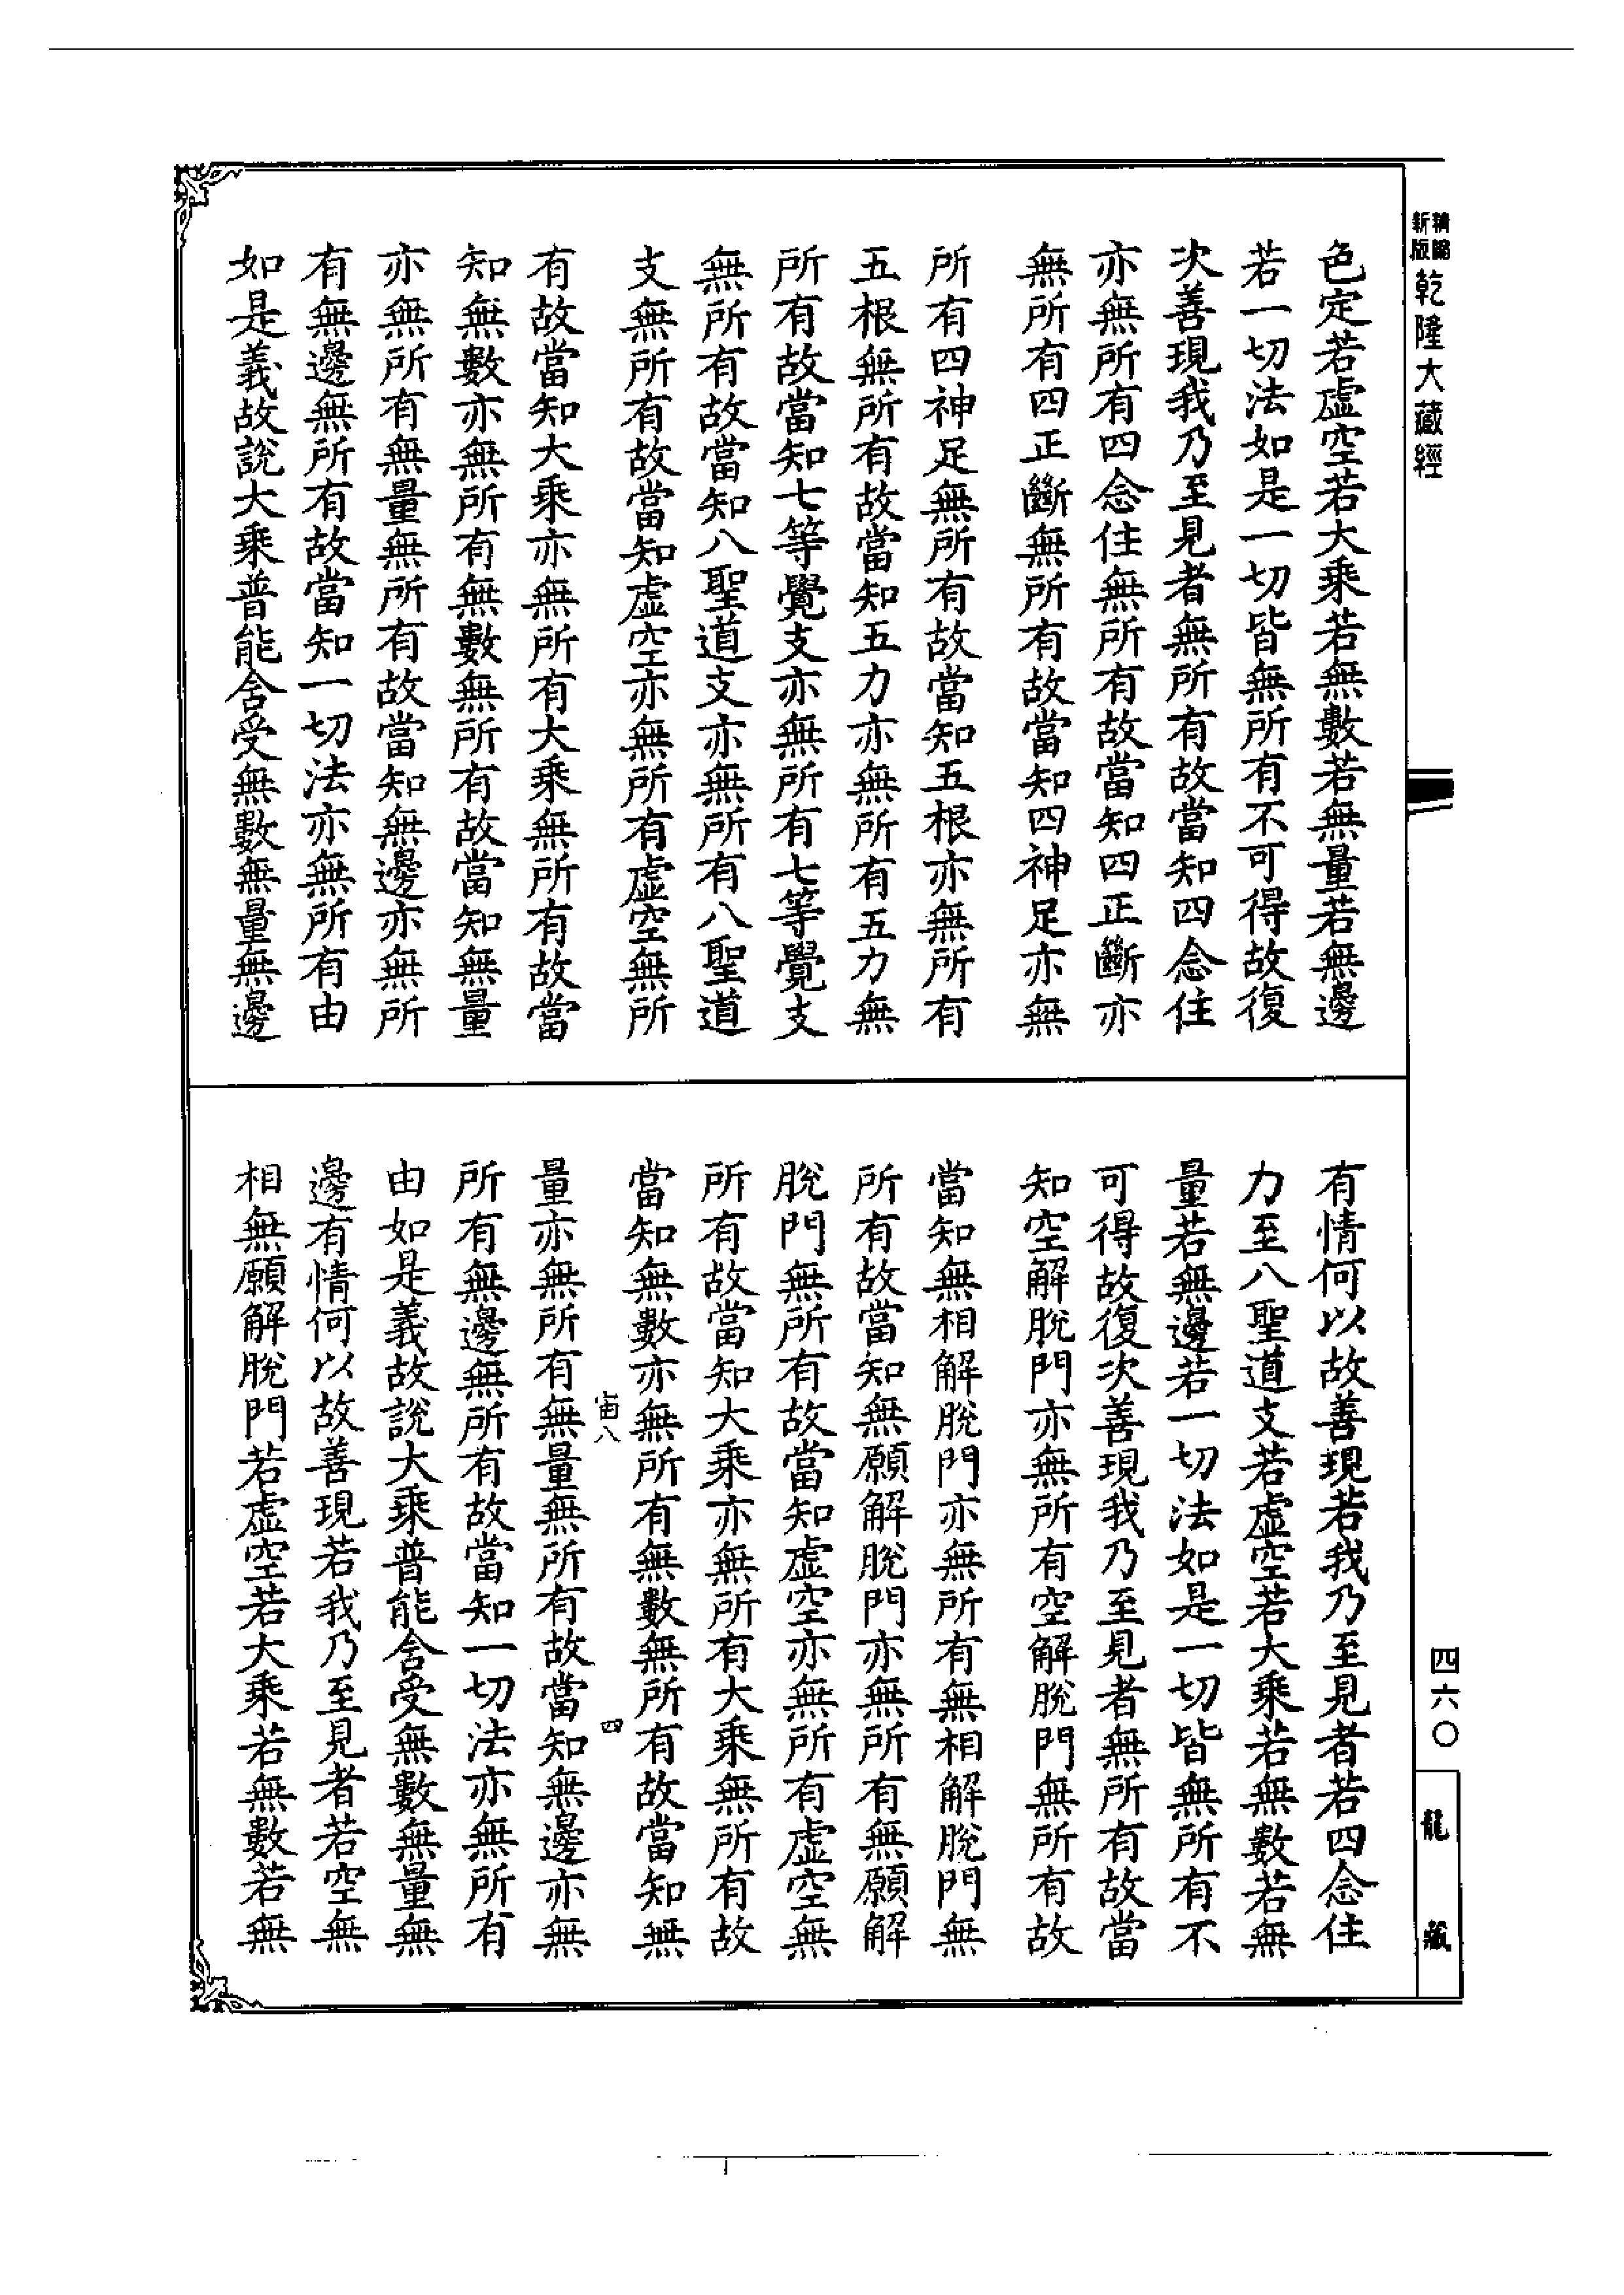 新版精縮
乾隆大藏經
色定若虛空若大乘若無數若無量若無邊
若一切法如是一切皆無所有不可得故復
次善現我乃至見者無所有故當知四念住
亦無所有四念住無所有故當知四正斷亦
無所有四正斷無所有故當知四神足亦無
所有四神足無所有故當知五根亦無所有
五根無所有故當知五力亦無所有五力無
所有故當知七等覺支亦無所有七等覺支
無所有故當知八聖道支亦無所有八聖道
支無所有故當知虛空亦無所有虛空無所
有故當知大乘亦無所有大乘無所有故當
知無數亦無所有無數無所有故當知無量
亦無所有無量無所有故當知無邊亦無所
有無邊無所有故當知一切法亦無所有由
如是義故說大乘普能含受無數無量無邊
有情何以故善現若我乃至見者若四念住
力至八聖道支若虛空若大乘若無數若無
量若無邊若一切法如是一切皆無所有不
可得故復次善現我乃至見者無所有故當
知空解脫門亦無所有空解脫門無所有故
當知無相解脫門亦無所有無相解脫門無
所有故當知無願解脫門亦無所有無願解
脫門無所有故當知虛空亦無所有虛空無
所有故當知大乘亦無所有大乘無所有故
當知無數亦無所有無數無所有故當知無
宙八 四
量亦無所有無量無所有故當知無邊亦無
所有無邊無所有故當知一切法亦無所有
由如是義故說大乘普能含受無數無量無
邊有情何以故善現若我乃至見者若空無
相無願解脫門若虛空若大乘若無數若無
四六〇
龍藏